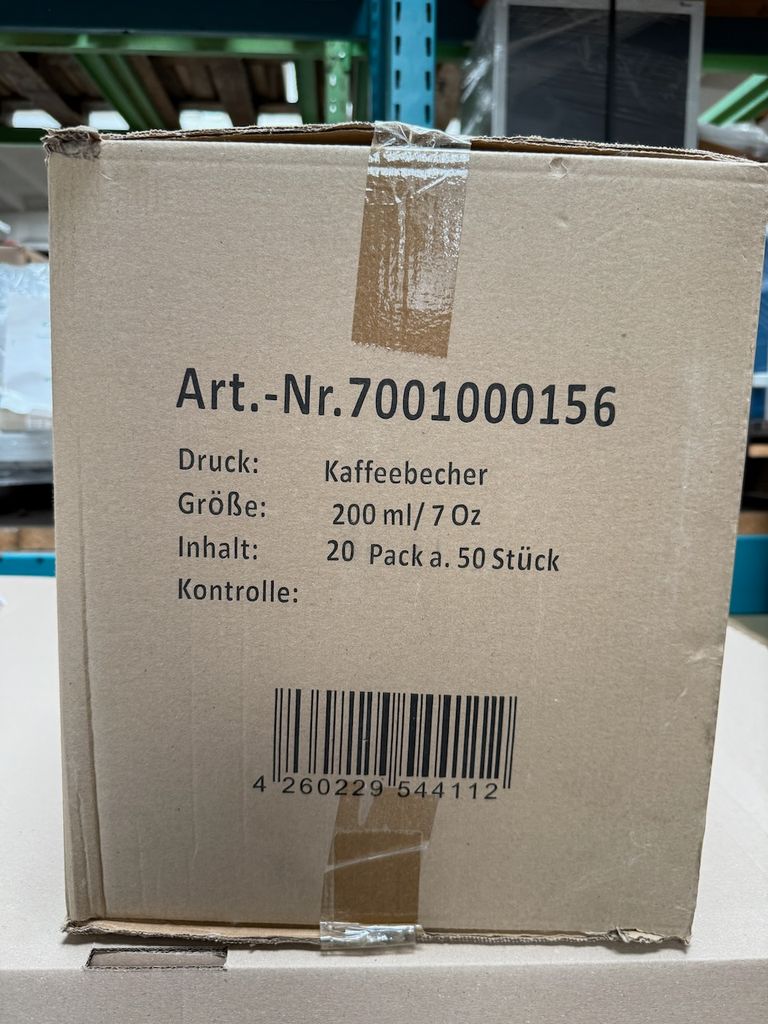 Art.-Nr.7001000156
Druck: Kaffeebecher
Größe: 200 ml/ 7 Oz
Inhalt: 20 Pack a. 50 Stück
Kontrolle:
4 260229 544112